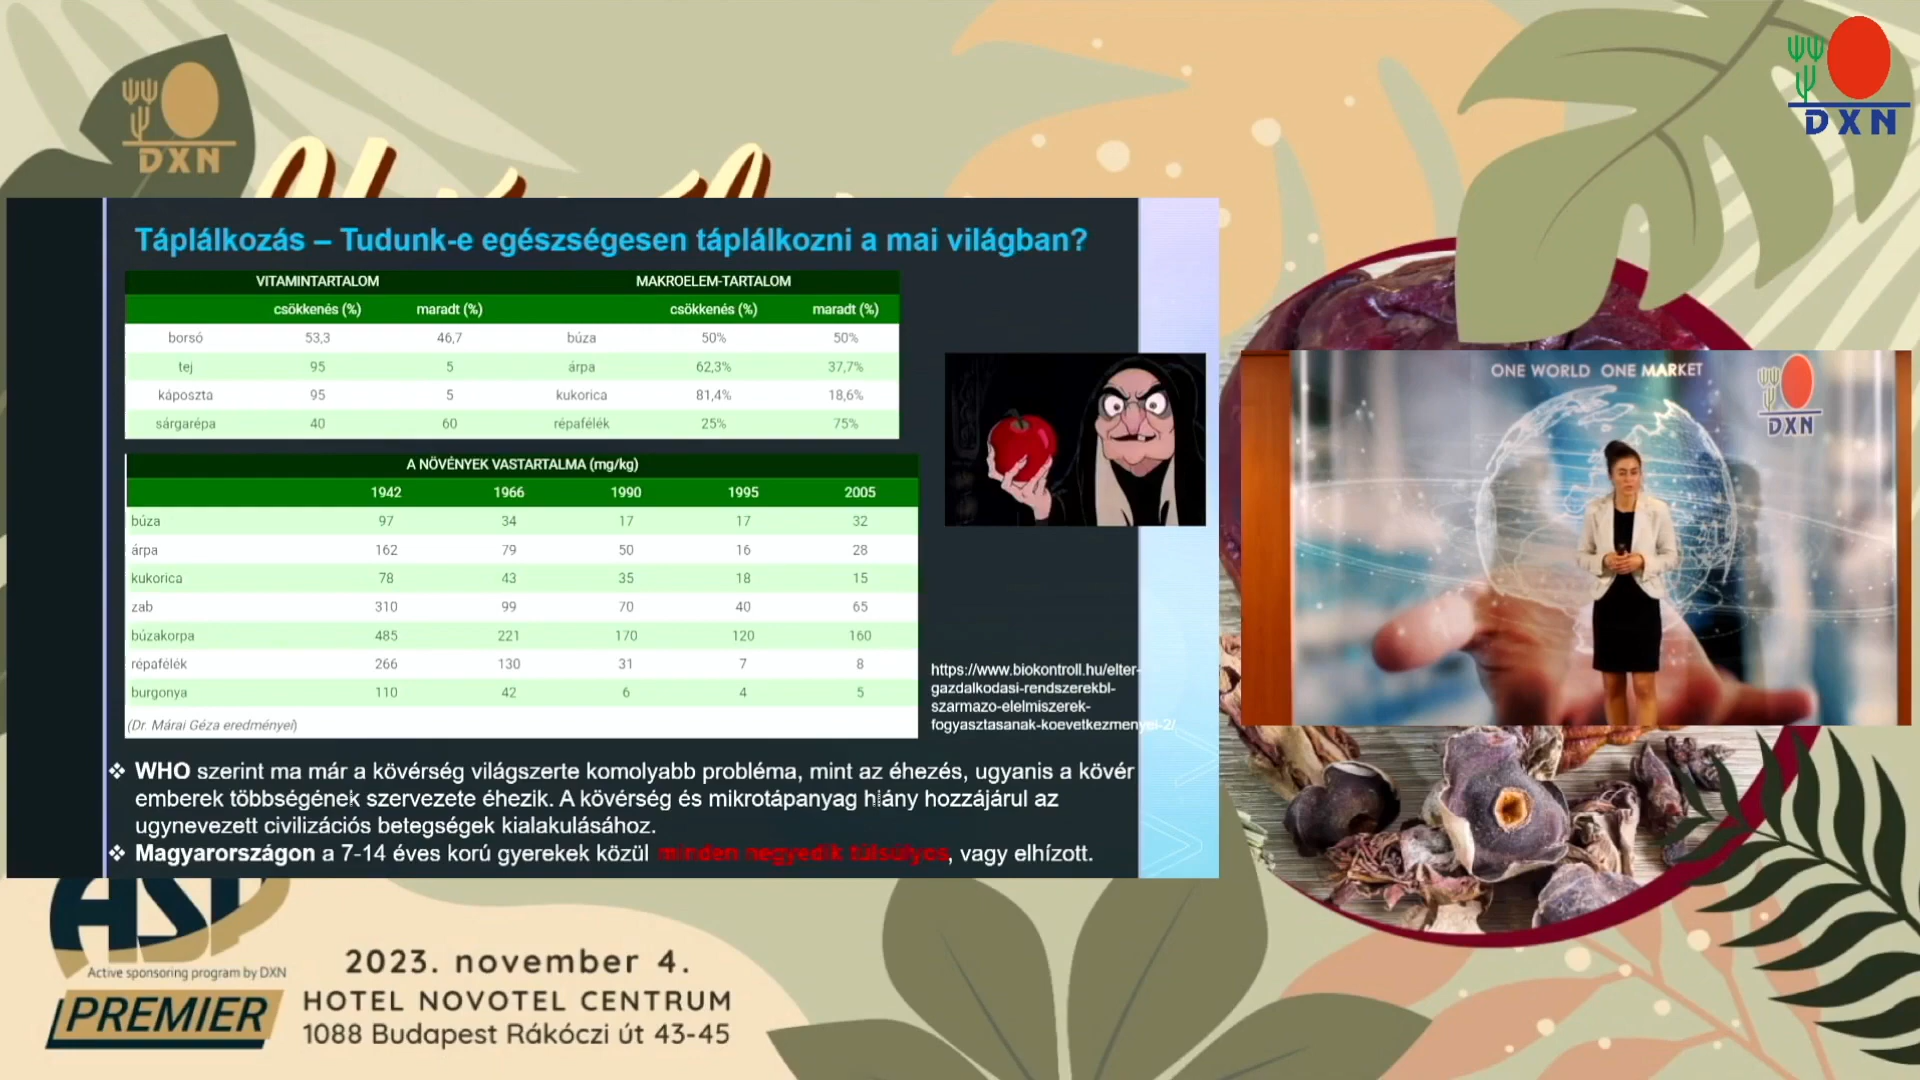 DXN
DXN
Táplálkozás – Tudunk-e egészségesen táplálkozni a mai világban?
VITAMINTARTALOM MAKROELEM-TARTALOM
csökkenés (%) maradt (%) csökkenés (%) maradt (%)
borsó 53,3 46,7 búza 50% 50%
tej 95 5 árpa 62,3% 37,7%
káposzta 95 5 kukorica 81,4% 18,6%
sárgarépa 40 60 répafélék 25% 75%
A NÖVÉNYEK VASTARTALMA (mg/kg)
1942 1966 1990 1995 2005
búza 97 34 17 17 32
árpa 162 79 50 16 28
kukorica 78 43 35 18 15
zab 310 99 70 40 65
búzakorpa 485 221 170 120 160
répafélék 266 130 31 7 8
burgonya 110 42 6 4 5
(Dr. Márai Géza eredményei)
https://www.biokontroll.hu/elter-
gazdalkodasi-rendszerekbl-
szarmazo-elelmiszerek-
fogyasztasanak-koevetkezmenyei-2/
❖ WHO szerint ma már a kövérség világszerte komolyabb probléma, mint az éhezés, ugyanis a kövér
emberek többségének szervezete éhezik. A kövérség és mikrotápanyag hiány hozzájárul az
ugynevezett civilizációs betegségek kialakulásához.
❖ Magyarországon a 7-14 éves korú gyerekek közül minden negyedik túlsúlyos, vagy elhízott.
ONE WORLD ONE MARKET
DXN
ASP
Active sponsoring program by DXN
PREMIER
2023. november 4.
HOTEL NOVOTEL CENTRUM
1088 Budapest Rákóczi út 43-45